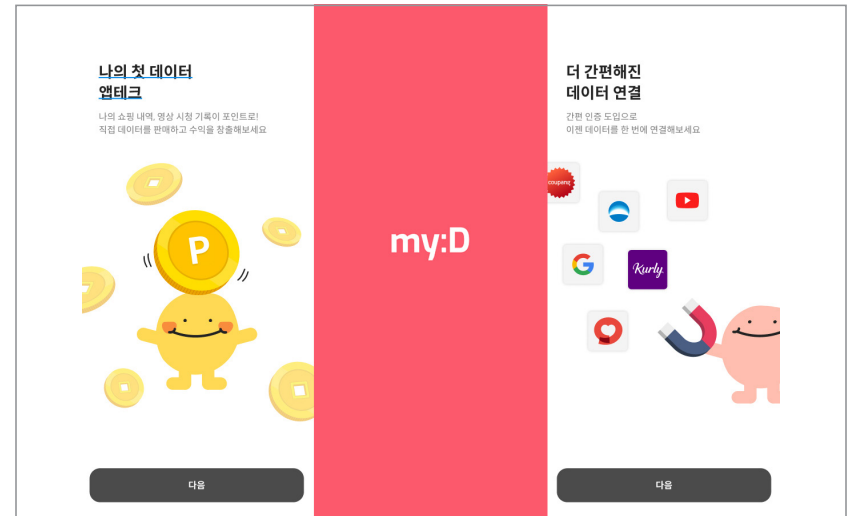 나의 첫 데이터
앱테크
나의 쇼핑 내역, 영상 시청 기록이 포인트로!
직접 데이터를 판매하고 수익을 창출해보세요
P
다음
my:D
더 간편해진
데이터 연결
간편 인증 도입으로
이젠 데이터를 한 번에 연결해보세요
coupang
Kurly
다음